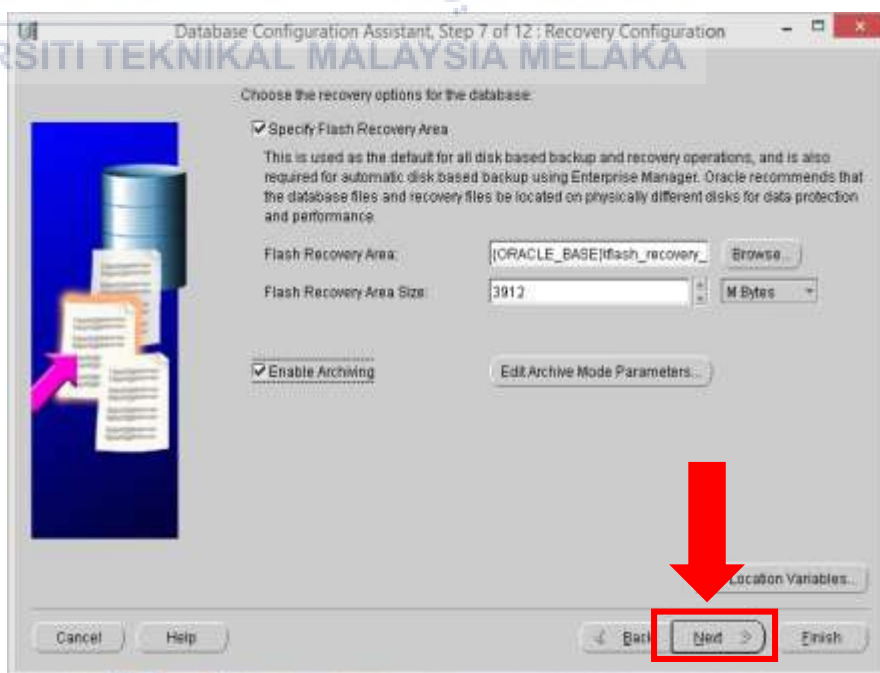 Database Configuration Assistant, Step 7 of 12 : Recovery Configuration
RSITI TEKNIKAL MALAYSIA MELAKA
Choose the recovery options for the database:
Specify Flash Recovery Area
This is used as the default for all disk based backup and recovery operations, and is also
required for automatic disk based backup using Enterprise Manager. Oracle recommends that
the database files and recovery files be located on physically different disks for data protection
and performance.
Flash Recovery Area: {ORACLE_BASE}\flash_recovery_ Browse...
Flash Recovery Area Size: 3912 M Bytes
Enable Archiving Edit Archive Mode Parameters...
Location Variables...
Cancel Help Back Next Finish